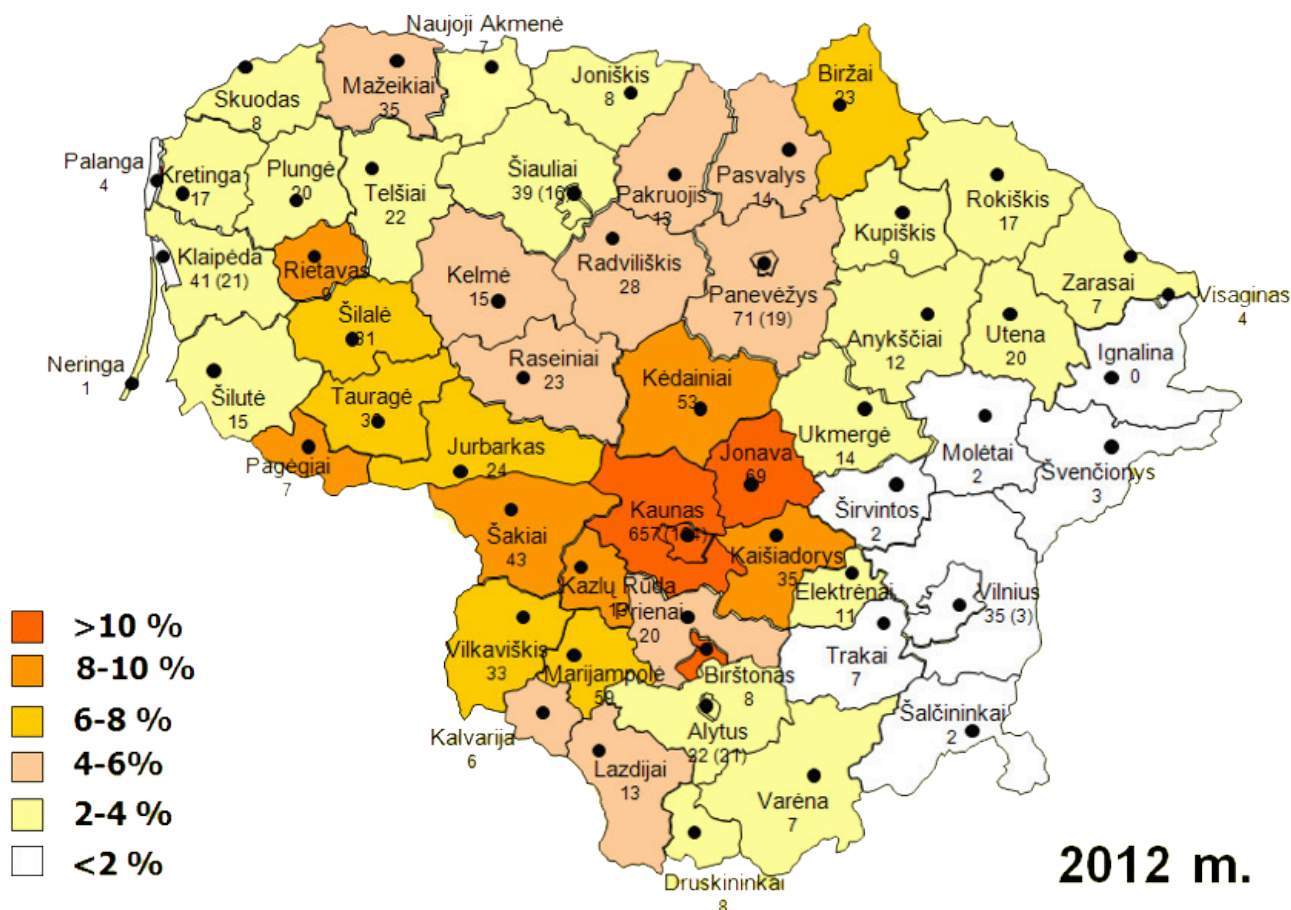 Naujoji Akmenė
7
Mažeikiai
35
Skuodas
8
Joniškis
8
Biržai
23
Palanga
4
Kretinga
17
Plungė
20
Telšiai
22
Šiauliai
39 (16)
Pakruojis
13
Pasvalys
14
Rokiškis
17
Kupiškis
9
Klaipėda
41 (21)
Rietavas
9
Kelmė
15
Radviliškis
28
Panevėžys
71 (19)
Zarasai
7
Visaginas
4
Anykščiai
12
Utena
20
Ignalina
0
Šilalė
31
Neringa
1
Šilutė
15
Raseiniai
23
Kėdainiai
53
Tauragė
Jurbarkas
24
Pagėgiai
7
Ukmergė
14
Molėtai
2
Švenčionys
3
Jonava
69
Širvintos
2
Šakiai
43
Kaunas
657
Kaišiadorys
35
Kazlų Rūda
Prienai
20
Elektrėnai
11
Vilnius
35 (3)
Vilkaviškis
33
Marijampolė
59
Birštonas
8
Trakai
7
Kalvarija
6
Alytus
22 (21)
Šalčininkai
2
Lazdijai
13
Varėna
7
Druskininkai
8
>10 %
8-10 %
6-8 %
4-6%
2-4 %
<2 %
2012 m.